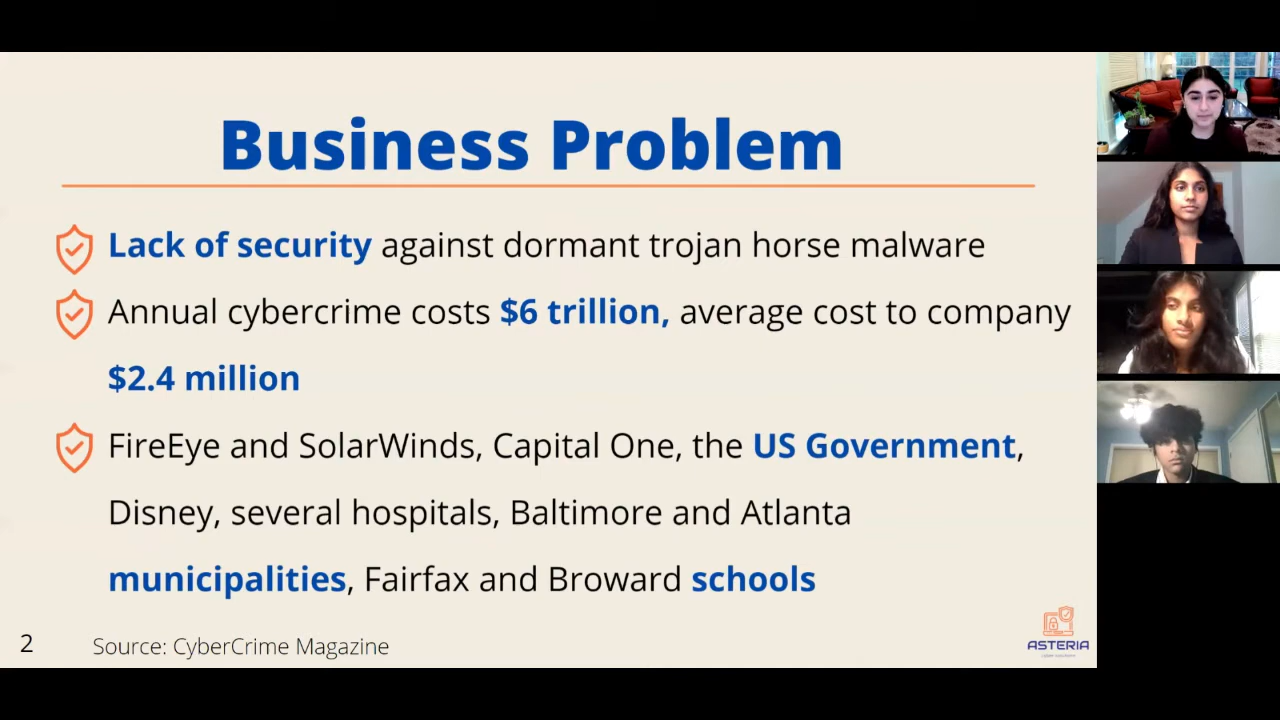 Business Problem
Lack of security against dormant trojan horse malware
Annual cybercrime costs $6 trillion, average cost to company
$2.4 million
FireEye and SolarWinds, Capital One, the US Government,
Disney, several hospitals, Baltimore and Atlanta
municipalities, Fairfax and Broward schools
2
Source: CyberCrime Magazine
ASTERIA